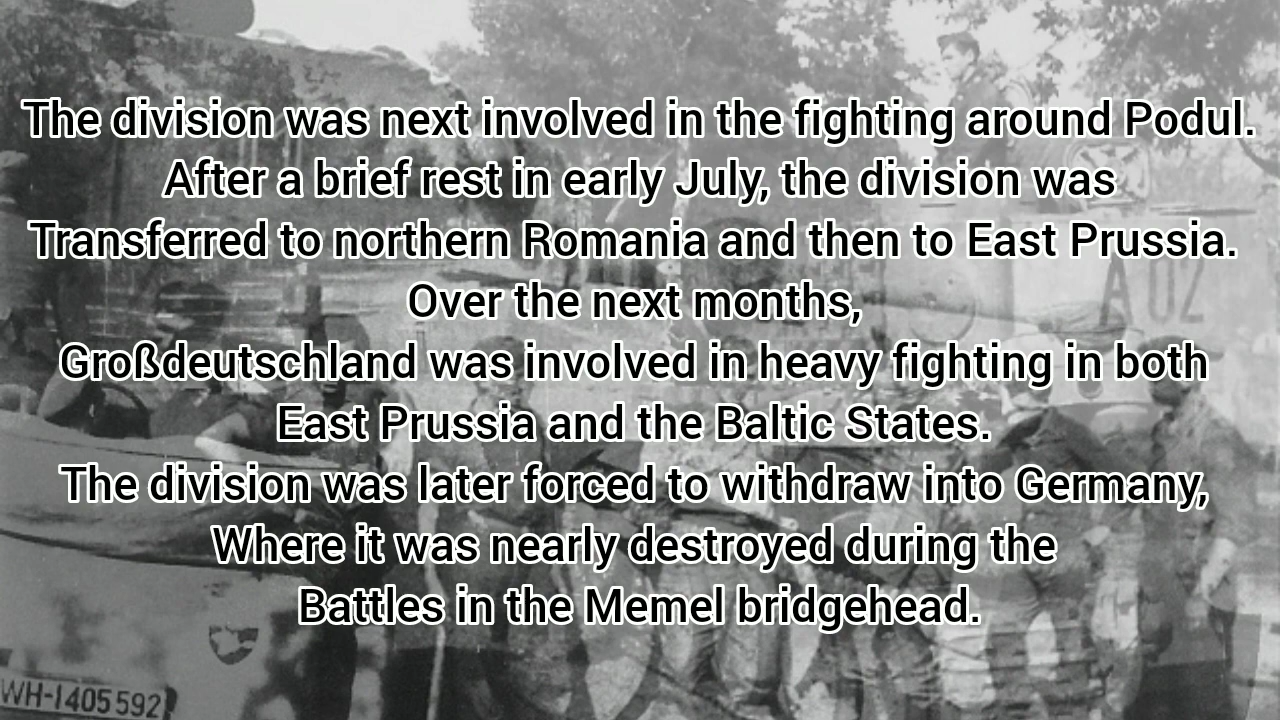 The division was next involved in the fighting around Podul.
After a brief rest in early July, the division was
Transferred to northern Romania and then to East Prussia.
Over the next months,
Großdeutschland was involved in heavy fighting in both
East Prussia and the Baltic States.
The division was later forced to withdraw into Germany,
Where it was nearly destroyed during the
Battles in the Memel bridgehead.
A 02
WH-1405592